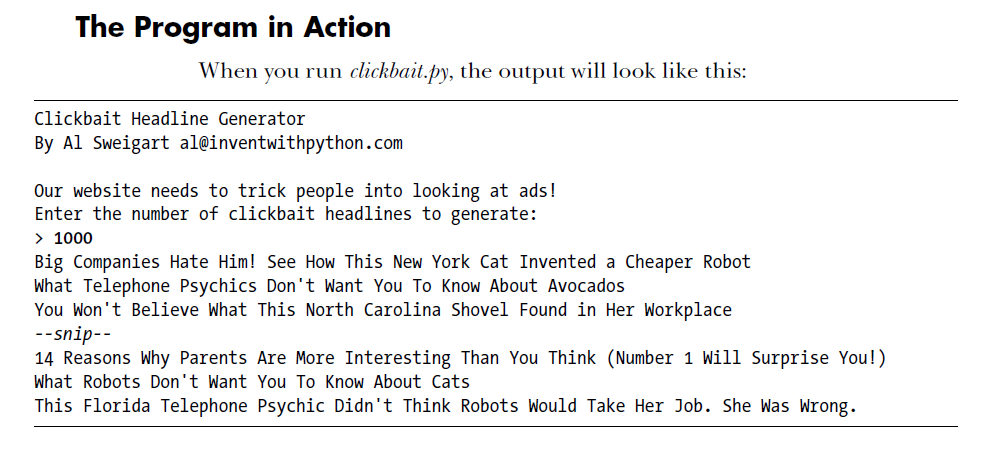 The Program in Action
When you run clickbait.py, the output will look like this:
Clickbait Headline Generator
By Al Sweigart al@inventwithpython.com
Our website needs to trick people into looking at ads!
Enter the number of clickbait headlines to generate:
> 1000
Big Companies Hate Him! See How This New York Cat Invented a Cheaper Robot
What Telephone Psychics Don't Want You To Know About Avocados
You Won't Believe What This North Carolina Shovel Found in Her Workplace
--snip--
14 Reasons Why Parents Are More Interesting Than You Think (Number 1 Will Surprise You!)
What Robots Don't Want You To Know About Cats
This Florida Telephone Psychic Didn't Think Robots Would Take Her Job. She Was Wrong.